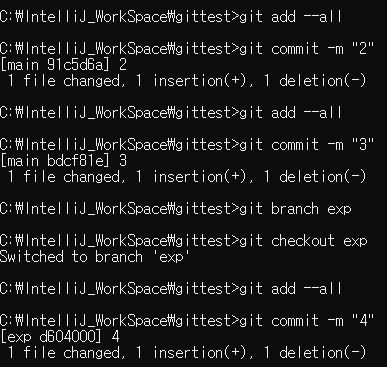 C:₩IntelliJ_WorkSpace₩gittest>git add --all
C:₩IntelliJ_WorkSpace₩gittest>git commit -m "2"
[main 91c5d6a] 2
1 file changed, 1 insertion(+), 1 deletion(-)
C:₩IntelliJ_WorkSpace₩gittest>git add --all
C:₩IntelliJ_WorkSpace₩gittest>git commit -m "3"
[main bdcf81e] 3
1 file changed, 1 insertion(+), 1 deletion(-)
C:₩IntelliJ_WorkSpace₩gittest>git branch exp
C:₩IntelliJ_WorkSpace₩gittest>git checkout exp
Switched to branch 'exp'
C:₩IntelliJ_WorkSpace₩gittest>git add --all
C:₩IntelliJ_WorkSpace₩gittest>git commit -m "4"
[exp d604000] 4
1 file changed, 1 insertion(+), 1 deletion(-)